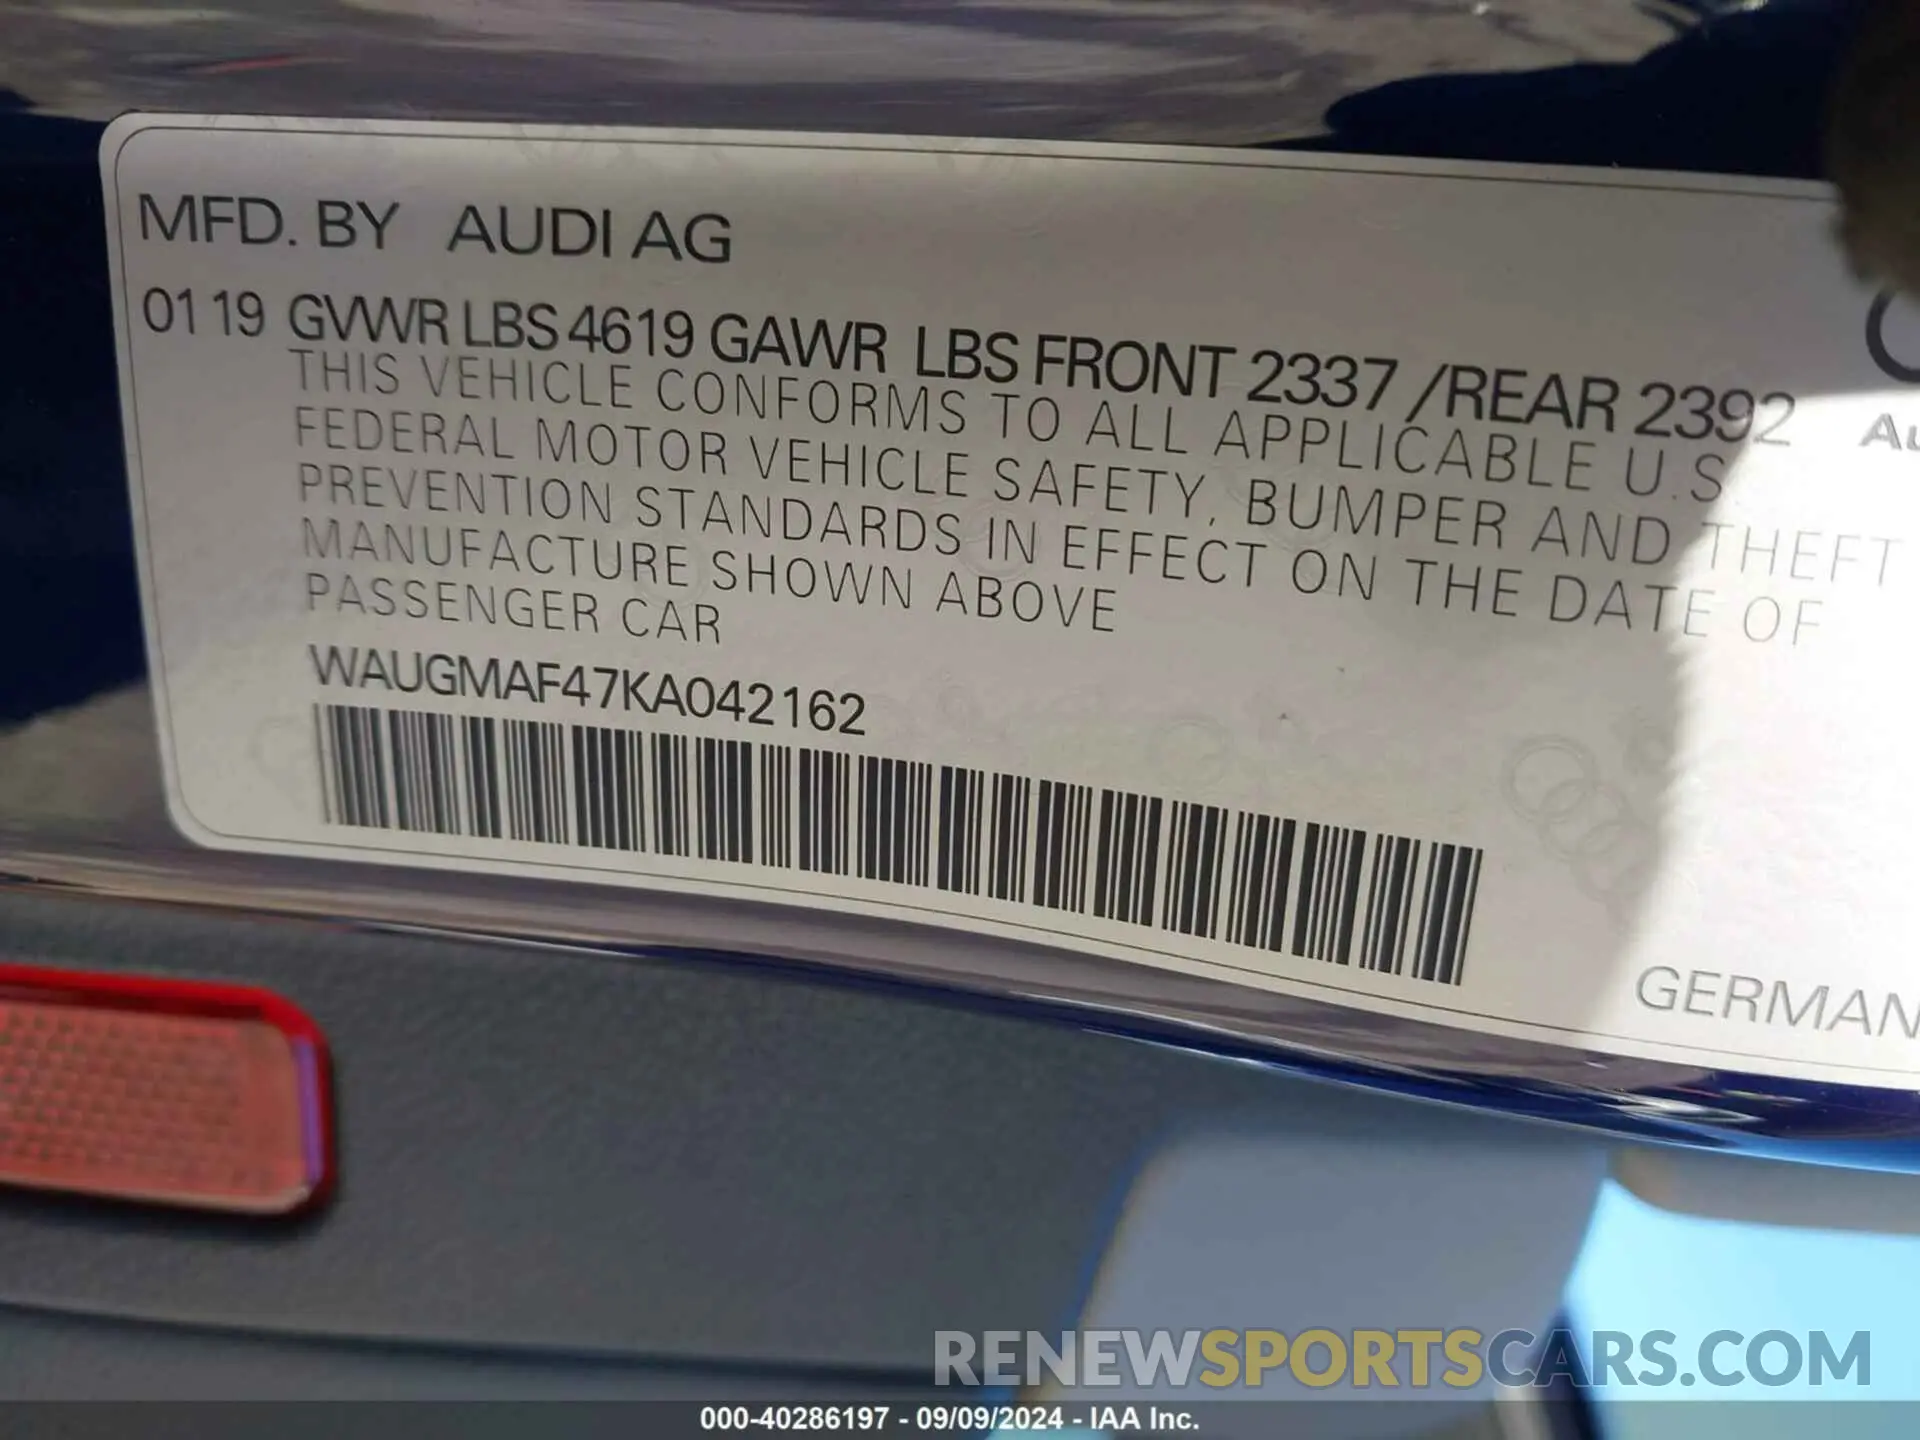 MFD. BY AUDI AG
01 19 GVWR LBS 4619 GAWR LBS FRONT 2337 /REAR 2392
THIS VEHICLE CONFORMS TO ALL APPLICABLE U.S.
FEDERAL MOTOR VEHICLE SAFETY, BUMPER AND THEFT
PREVENTION STANDARDS IN EFFECT ON THE DATE OF
MANUFACTURE SHOWN ABOVE
PASSENGER CAR
WAUGMAF47KA042162
GERMAN
RENEWSPORTSCARS.COM
000-40286197 - 09/09/2024 - IAA Inc.